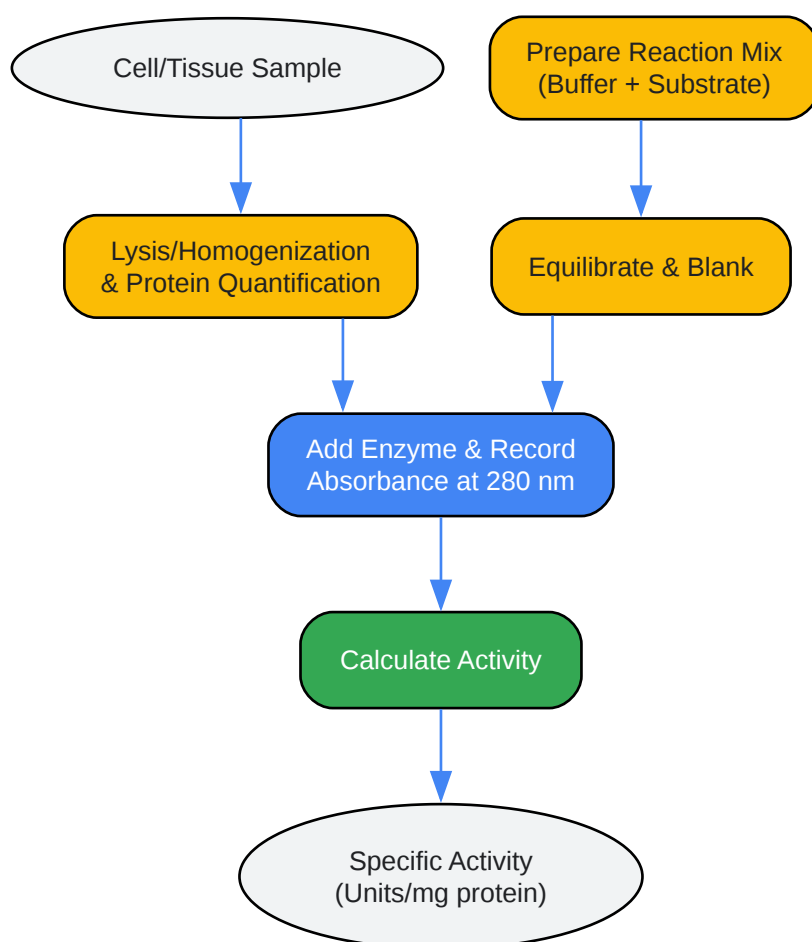 Cell/Tissue Sample
Prepare Reaction Mix
(Buffer + Substrate)
Lysis/Homogenization
& Protein Quantification
Equilibrate & Blank
Add Enzyme & Record
Absorbance at 280 nm
Calculate Activity
Specific Activity
(Units/mg protein)